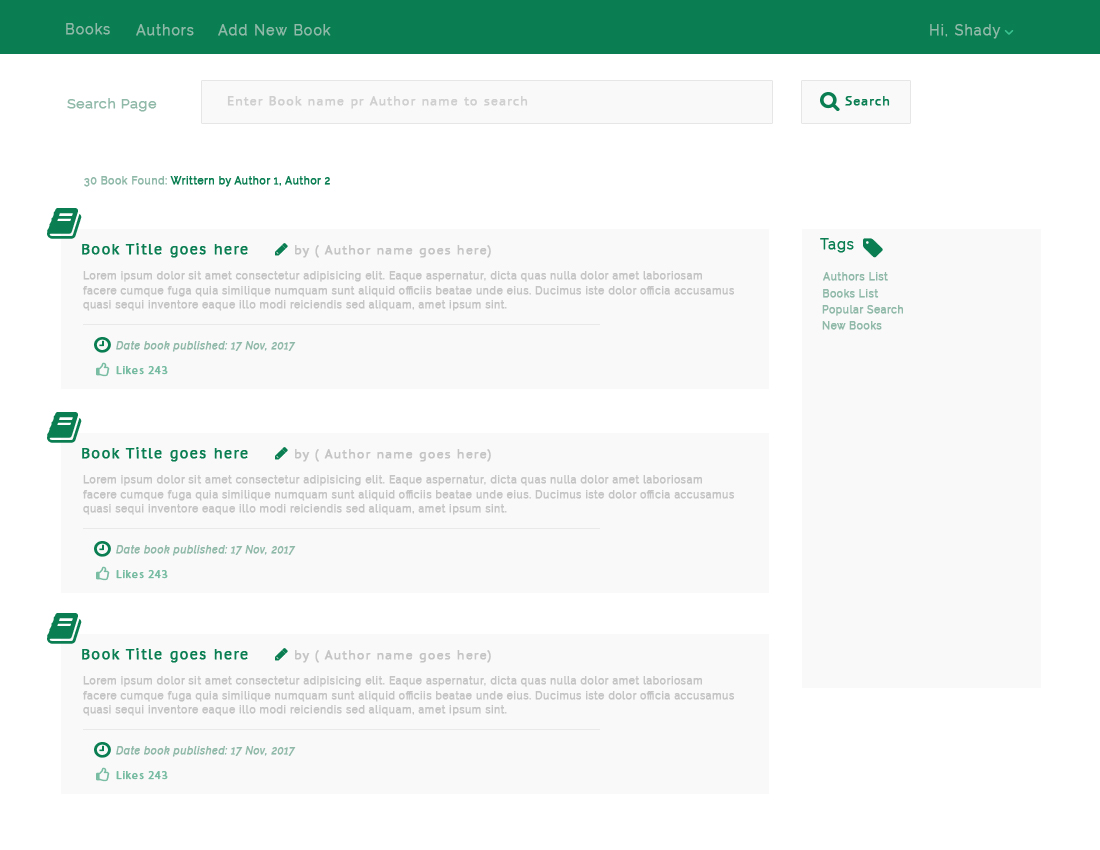 Books Authors Add New Book Hi, Shady
Search Page Enter Book name pr Author name to search Search
30 Book Found: Writtern by Author 1, Author 2
Book Title goes here by ( Author name goes here)
Lorem ipsum dolor sit amet consectetur adipisicing elit. Eaque aspernatur, dicta quas nulla dolor amet laboriosam
facere cumque fuga quia similique numquam sunt aliquid officiis beatae unde eius. Ducimus iste dolor officia accusamus
quasi sequi inventore eaque illo modi reiciendis sed aliquam, amet ipsum sint.
Date book published: 17 Nov, 2017
Likes 243
Book Title goes here by ( Author name goes here)
Lorem ipsum dolor sit amet consectetur adipisicing elit. Eaque aspernatur, dicta quas nulla dolor amet laboriosam
facere cumque fuga quia similique numquam sunt aliquid officiis beatae unde eius. Ducimus iste dolor officia accusamus
quasi sequi inventore eaque illo modi reiciendis sed aliquam, amet ipsum sint.
Date book published: 17 Nov, 2017
Likes 243
Book Title goes here by ( Author name goes here)
Lorem ipsum dolor sit amet consectetur adipisicing elit. Eaque aspernatur, dicta quas nulla dolor amet laboriosam
facere cumque fuga quia similique numquam sunt aliquid officiis beatae unde eius. Ducimus iste dolor officia accusamus
quasi sequi inventore eaque illo modi reiciendis sed aliquam, amet ipsum sint.
Date book published: 17 Nov, 2017
Likes 243
Tags
Authors List
Books List
Popular Search
New Books